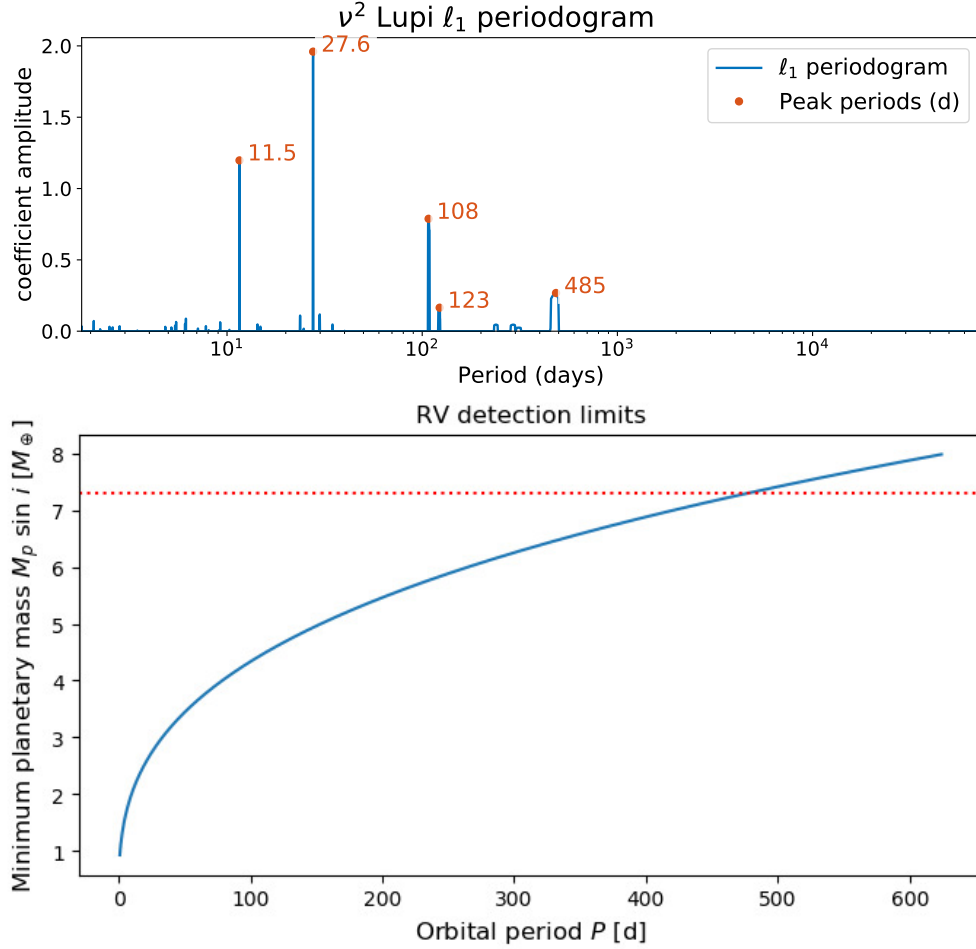 ν² Lupi ℓ₁ periodogram
coefficient amplitude
2.0
1.5
1.0
0.5
0.0
27.6
11.5
108
123
485
ℓ₁ periodogram
Peak periods (d)
10¹ 10² 10³ 10⁴
Period (days)
RV detection limits
Minimum planetary mass Mₚ sin i [M⊕]
8
7
6
5
4
3
2
1
0 100 200 300 400 500 600
Orbital period P [d]